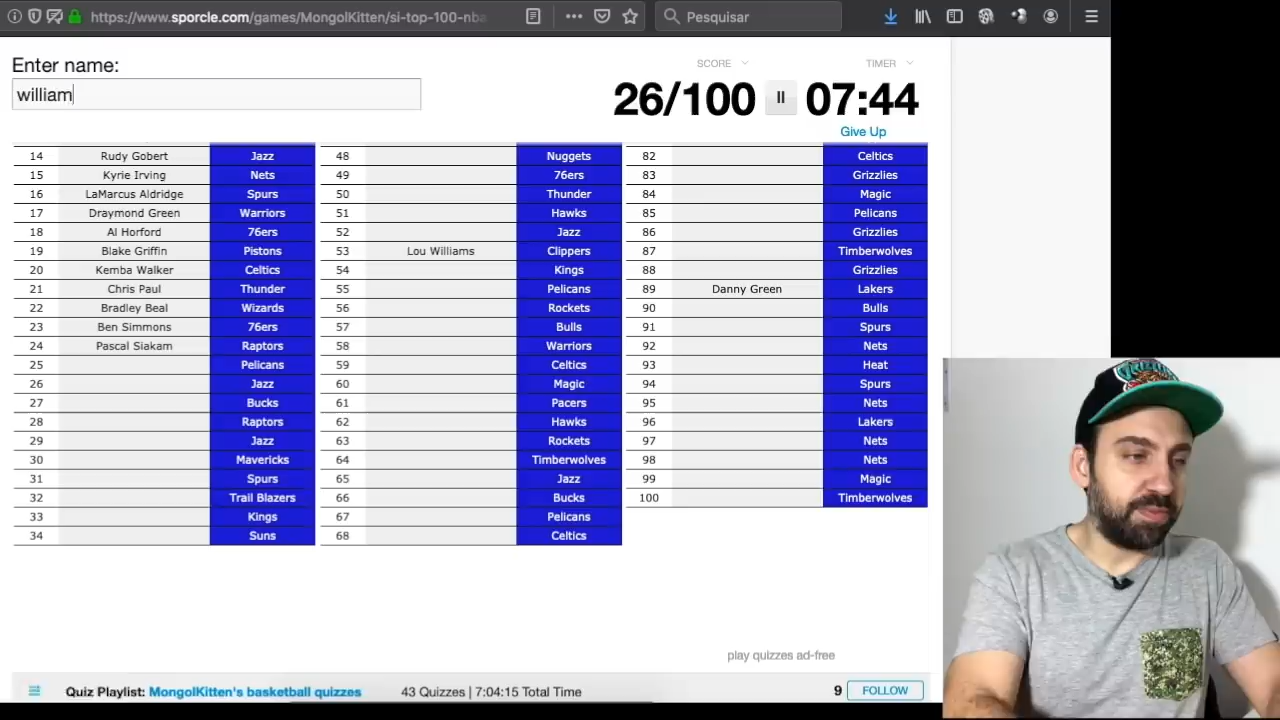 https://www.sporcle.com/games/MongolKitten/si-top-100-nba
Pesquisar
Enter name:
william
SCORE
TIMER
26/100
07:44
Give Up
14 Rudy Gobert Jazz
15 Kyrie Irving Nets
16 LaMarcus Aldridge Spurs
17 Draymond Green Warriors
18 Al Horford 76ers
19 Blake Griffin Pistons
20 Kemba Walker Celtics
21 Chris Paul Thunder
22 Bradley Beal Wizards
23 Ben Simmons 76ers
24 Pascal Siakam Raptors
25 Pelicans
26 Jazz
27 Bucks
28 Raptors
29 Jazz
30 Mavericks
31 Spurs
32 Trail Blazers
33 Kings
34 Suns
48 Nuggets
49 76ers
50 Thunder
51 Hawks
52 Jazz
53 Lou Williams Clippers
54 Kings
55 Pelicans
56 Rockets
57 Bulls
58 Warriors
59 Celtics
60 Magic
61 Pacers
62 Hawks
63 Rockets
64 Timberwolves
65 Jazz
66 Bucks
67 Pelicans
68 Celtics
82 Celtics
83 Grizzlies
84 Magic
85 Pelicans
86 Grizzlies
87 Timberwolves
88 Grizzlies
89 Danny Green Lakers
90 Bulls
91 Spurs
92 Nets
93 Heat
94 Spurs
95 Nets
96 Lakers
97 Nets
98 Nets
99 Magic
100 Timberwolves
play quizzes ad-free
Quiz Playlist: MongolKitten's basketball quizzes 43 Quizzes | 7:04:15 Total Time 9 FOLLOW